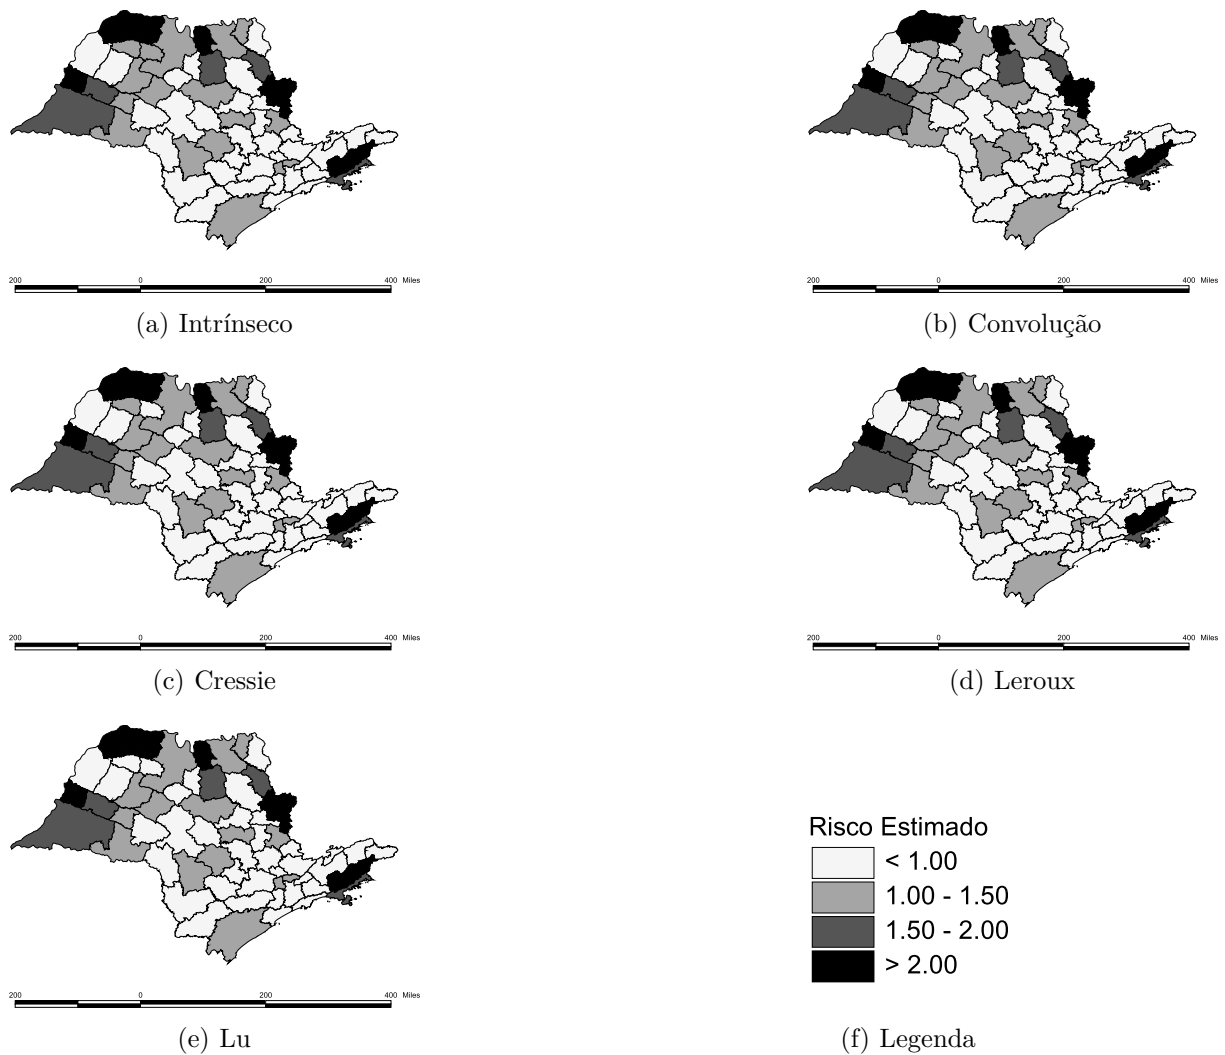 200 0 200 400 Miles
200 0 200 400 Miles
(a) Intrínseco
(b) Convolução
200 0 200 400 Miles
200 0 200 400 Miles
(c) Cressie
(d) Leroux
Risco Estimado
< 1.00
1.00 - 1.50
1.50 - 2.00
> 2.00
200 0 200 400 Miles
(e) Lu
(f) Legenda